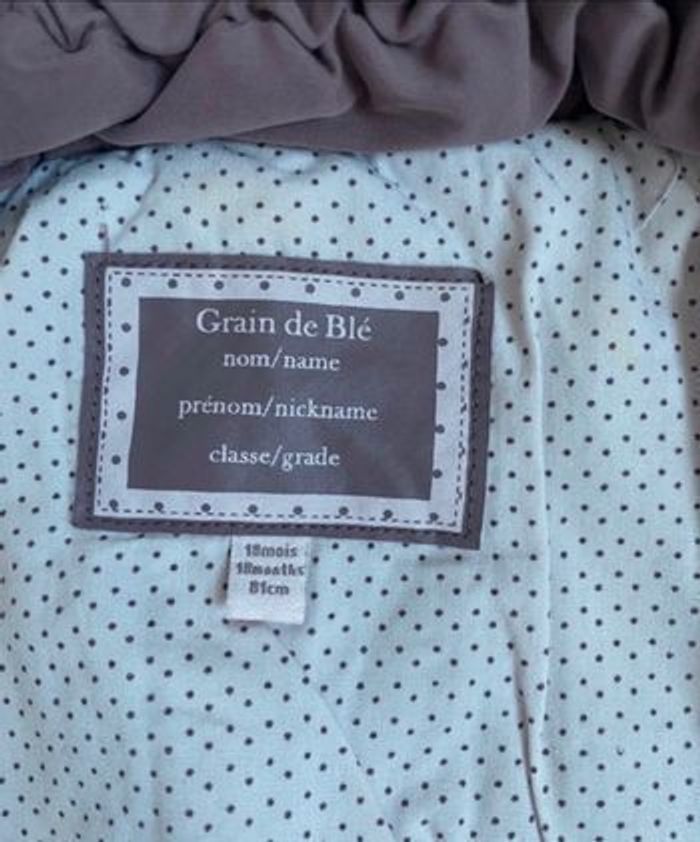 Grain de Blé
nom/name
prénom/nickname
classe/grade
18mois
18months
81cm